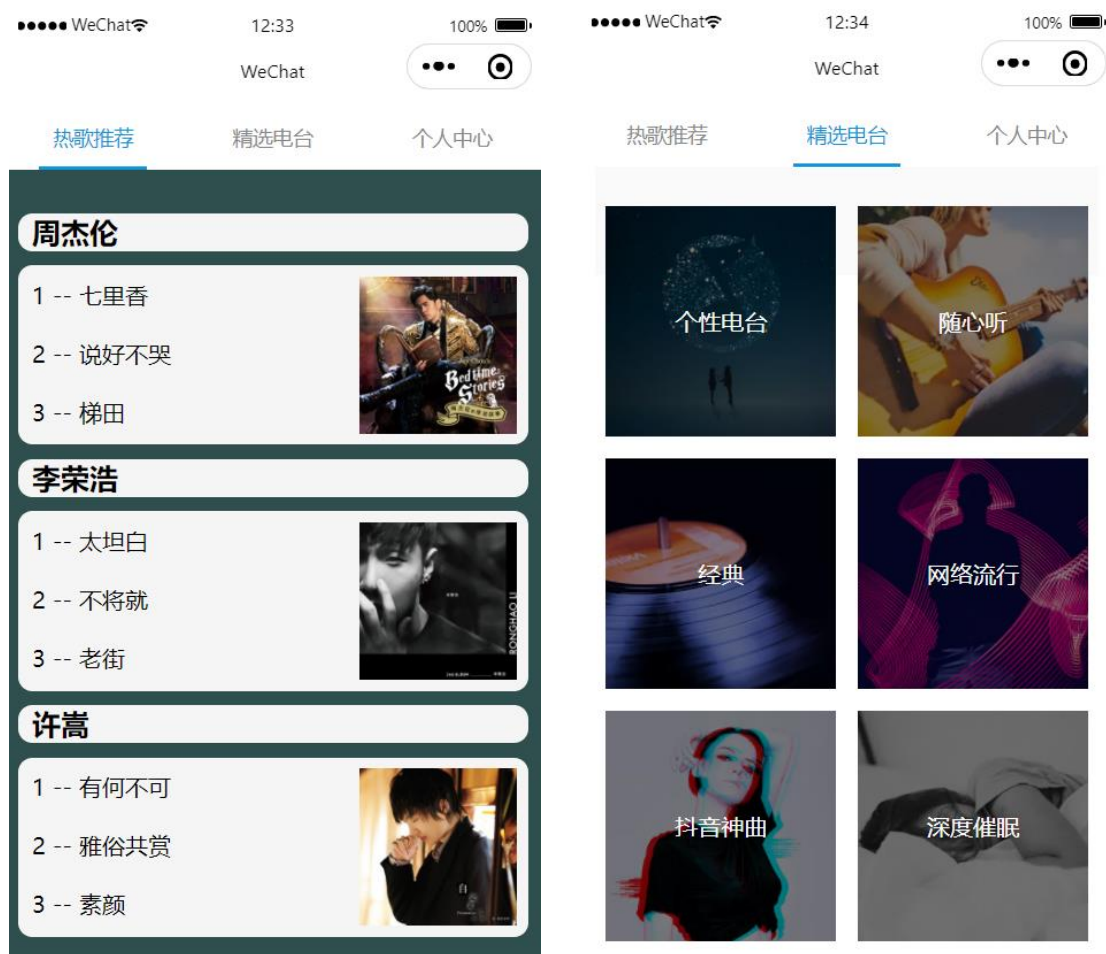 WeChat
12:33
100%
WeChat
热歌推荐
精选电台
个人中心
周杰伦
1 -- 七里香
2 -- 说好不哭
3 -- 梯田
Bedtime
Stories
李荣浩
1 -- 太坦白
2 -- 不将就
3 -- 老街
RONGHAO LI
许嵩
1 -- 有何不可
2 -- 雅俗共赏
3 -- 素颜
自
WeChat
12:34
100%
WeChat
热歌推荐
精选电台
个人中心
个性电台
随心听
经典
网络流行
抖音神曲
深度催眠